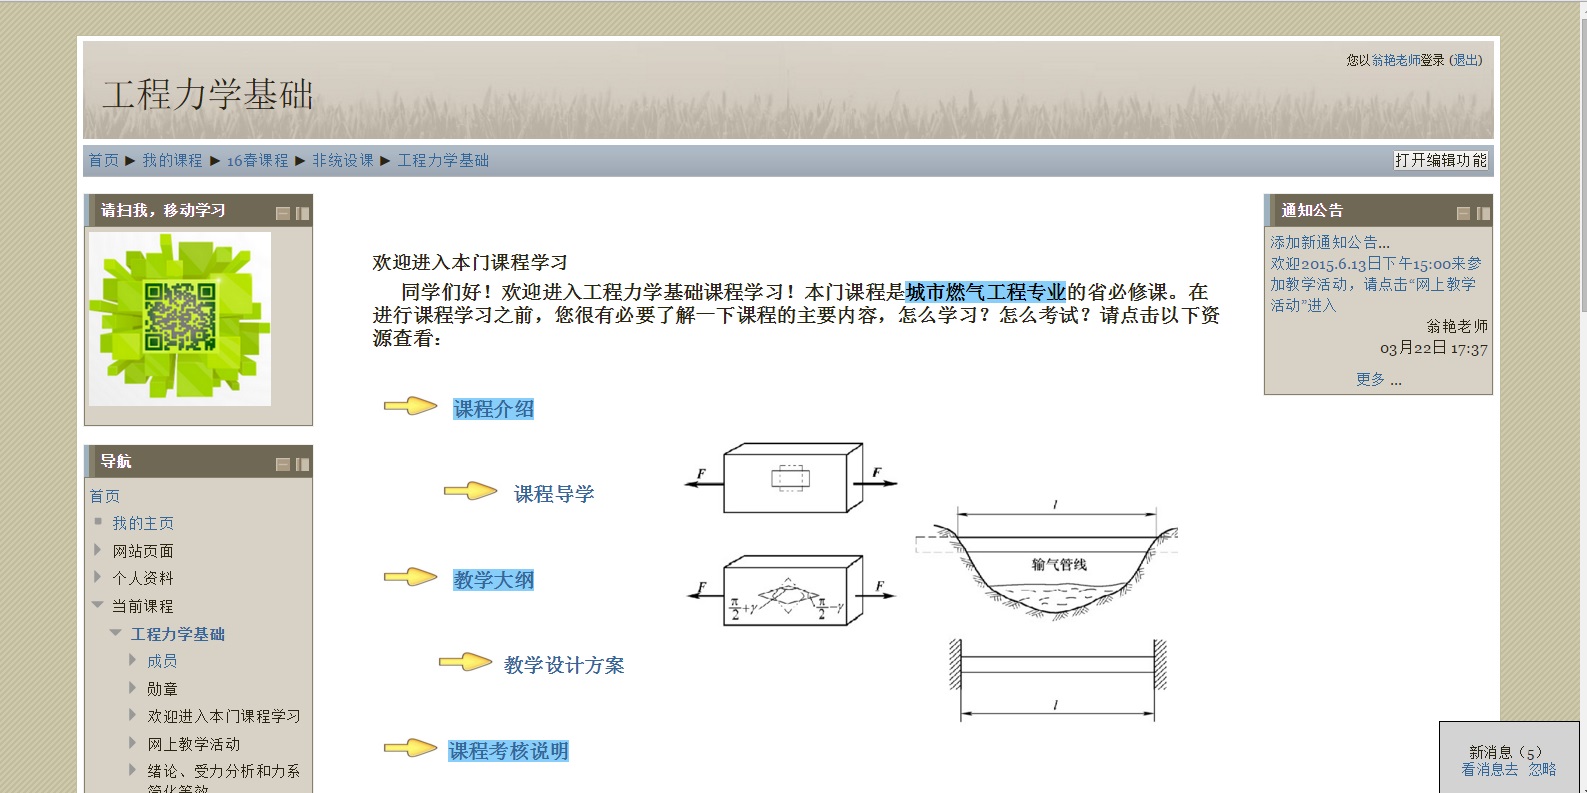 您以翁艳老师登录 (退出)
工程力学基础
首页 ► 我的课程 ► 16春课程 ► 非统设课 ► 工程力学基础
打开编辑功能
请扫我，移动学习
导航
首页
我的主页
网站页面
个人资料
当前课程
工程力学基础
成员
勋章
欢迎进入本门课程学习
网上教学活动
绪论、受力分析和力系
简化等效
欢迎进入本门课程学习
同学们好！欢迎进入工程力学基础课程学习！本门课程是城市燃气工程专业的省必修课。在
进行课程学习之前，您很有必要了解一下课程的主要内容，怎么学习？怎么考试？请点击以下资
源查看：
课程介绍
课程导学
教学大纲
教学设计方案
课程考核说明
F F
F F
π/2+γ π/2−γ
l
输气管线
l
通知公告
添加新通知公告...
欢迎2015.6.13日下午15:00来参
加教学活动，请点击“网上教学
活动”进入
翁艳老师
03月22日 17:37
更多 ...
新消息（5）
看消息去 忽略